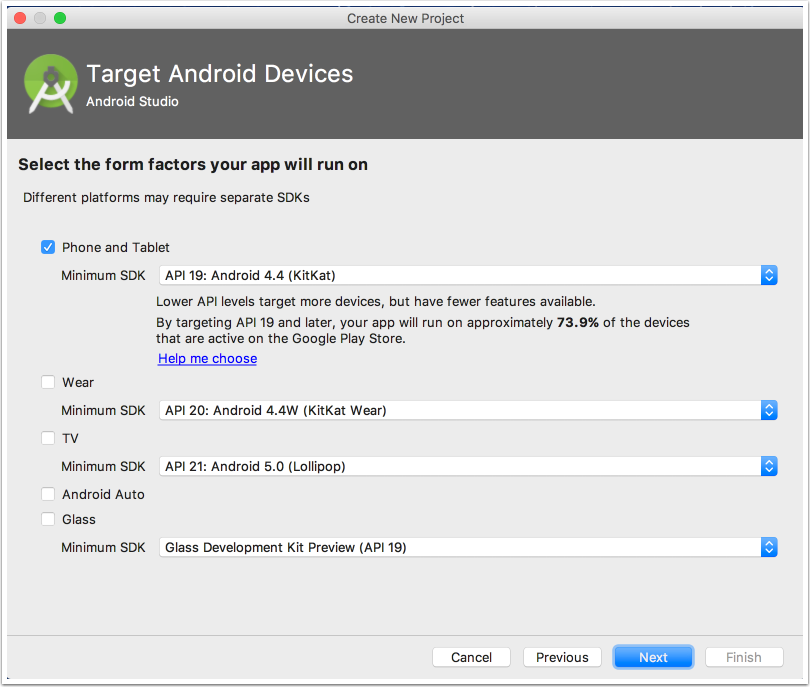 Create New Project
Target Android Devices
Android Studio
Select the form factors your app will run on
Different platforms may require separate SDKs
Phone and Tablet
Minimum SDK API 19: Android 4.4 (KitKat)
Lower API levels target more devices, but have fewer features available.
By targeting API 19 and later, your app will run on approximately 73.9% of the devices
that are active on the Google Play Store.
Help me choose
Wear
Minimum SDK API 20: Android 4.4W (KitKat Wear)
TV
Minimum SDK API 21: Android 5.0 (Lollipop)
Android Auto
Glass
Minimum SDK Glass Development Kit Preview (API 19)
Cancel Previous Next Finish